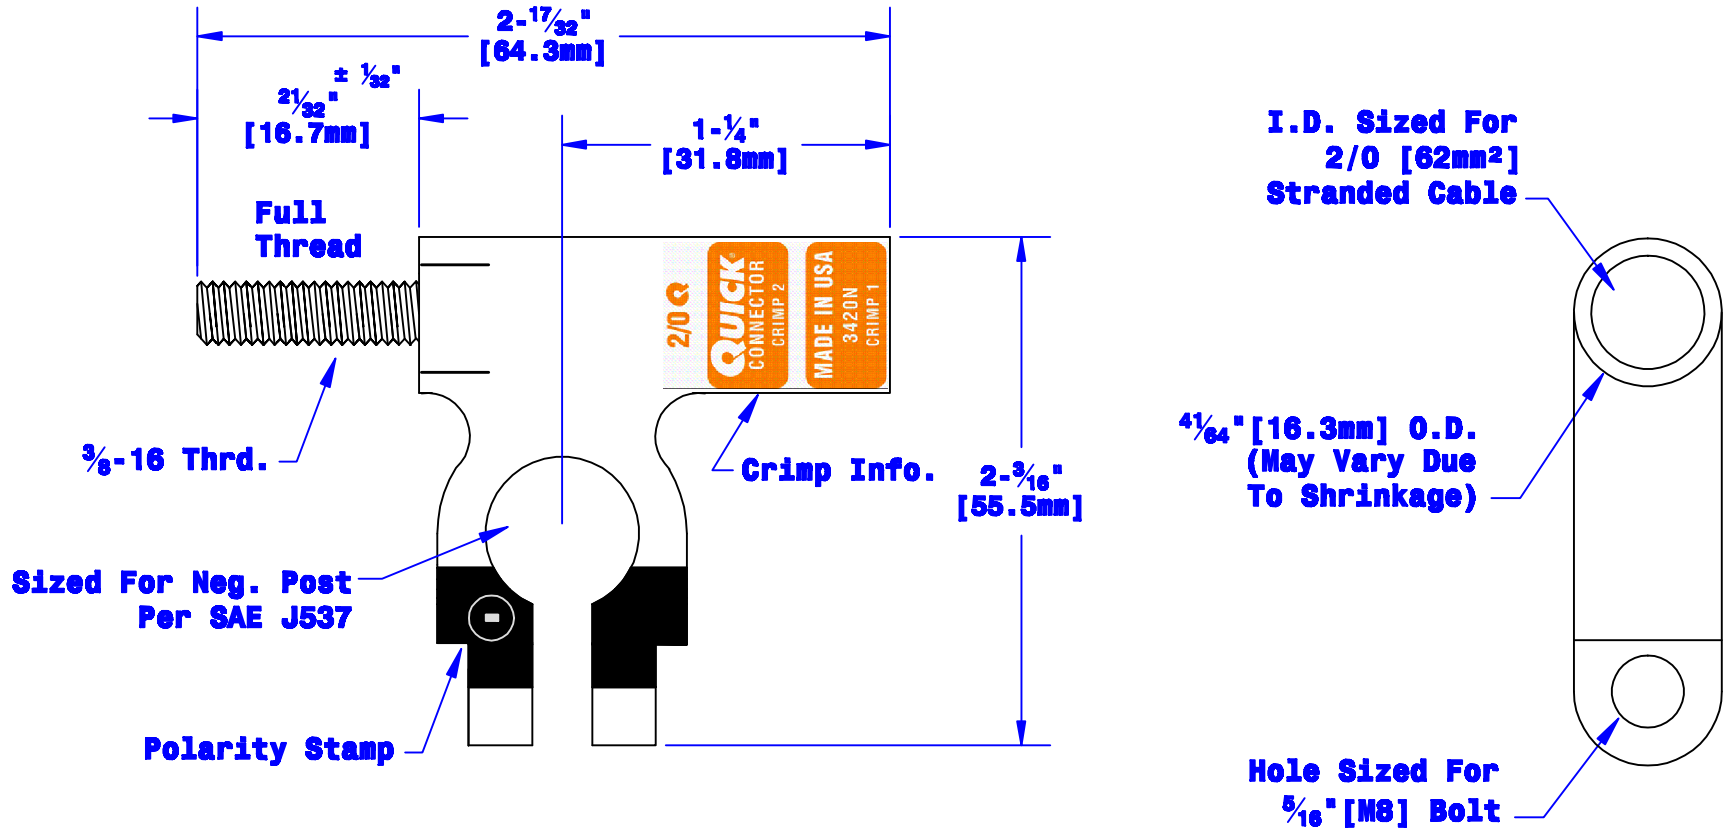 2-17/32"
[64.3mm]
± 1/32"
21/32"
[16.7mm]
1-1/4"
[31.8mm]
I.D. Sized For
2/0 [62mm²]
Stranded Cable
Full
Thread
2/0 Q
QUICK®
CONNECTOR
CRIMP 2
MADE IN USA
3420N
CRIMP 1
3/8-16 Thrd.
Crimp Info.
2-3/16"
[55.5mm]
41/64"[16.3mm] O.D.
(May Vary Due
To Shrinkage)
Sized For Neg. Post
Per SAE J537
-
Polarity Stamp
Hole Sized For
5/16"[M8] Bolt